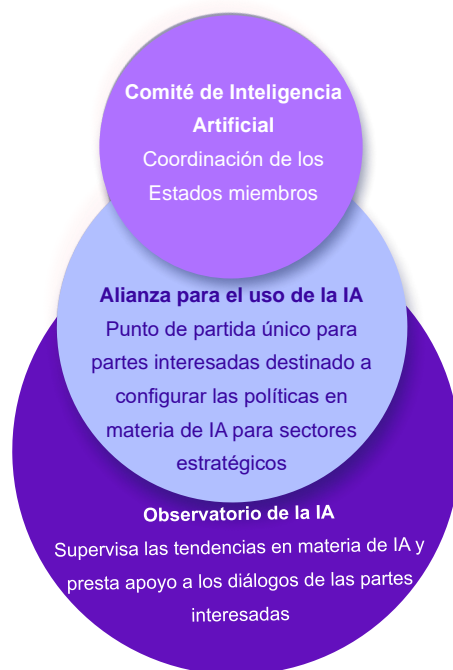 Comité de Inteligencia
Artificial
Coordinación de los
Estados miembros
Alianza para el uso de la IA
Punto de partida único para
partes interesadas destinado a
configurar las políticas en
materia de IA para sectores
estratégicos
Observatorio de la IA
Supervisa las tendencias en materia de IA y
presta apoyo a los diálogos de las partes
interesadas